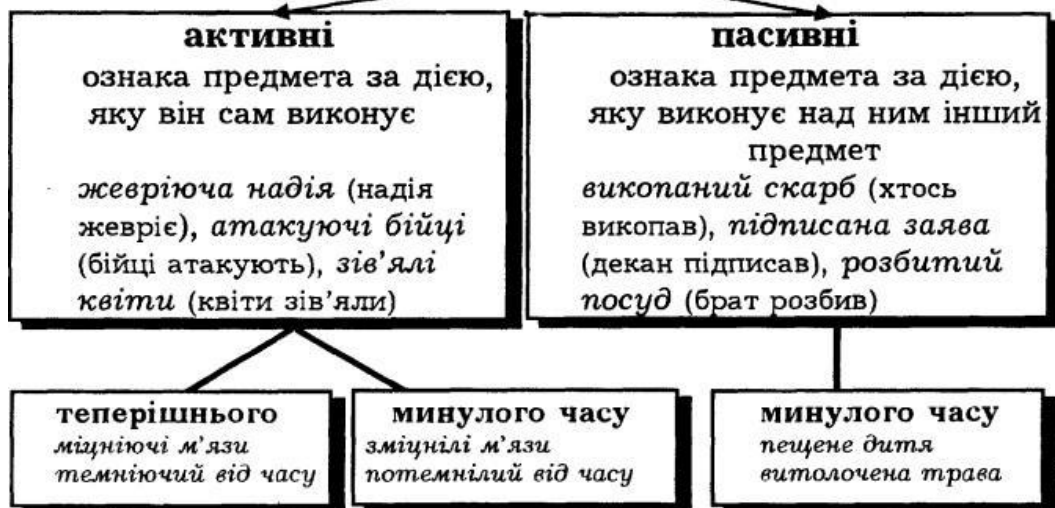 активні
ознака предмета за дією,
яку він сам виконує
жевріюча надія (надія
жевріє), атакуючі бійці
(бійці атакують), зів’ялі
квіти (квіти зів’яли)
пасивні
ознака предмета за дією,
яку виконує над ним інший
предмет
викопаний скарб (хтось
викопав), підписана заява
(декан підписав), розбитий
посуд (брат розбив)
теперішнього
міцніючі м’язи
темніючий від часу
минулого часу
зміцнілі м’язи
потемнілий від часу
минулого часу
пещене дитя
витолочена трава